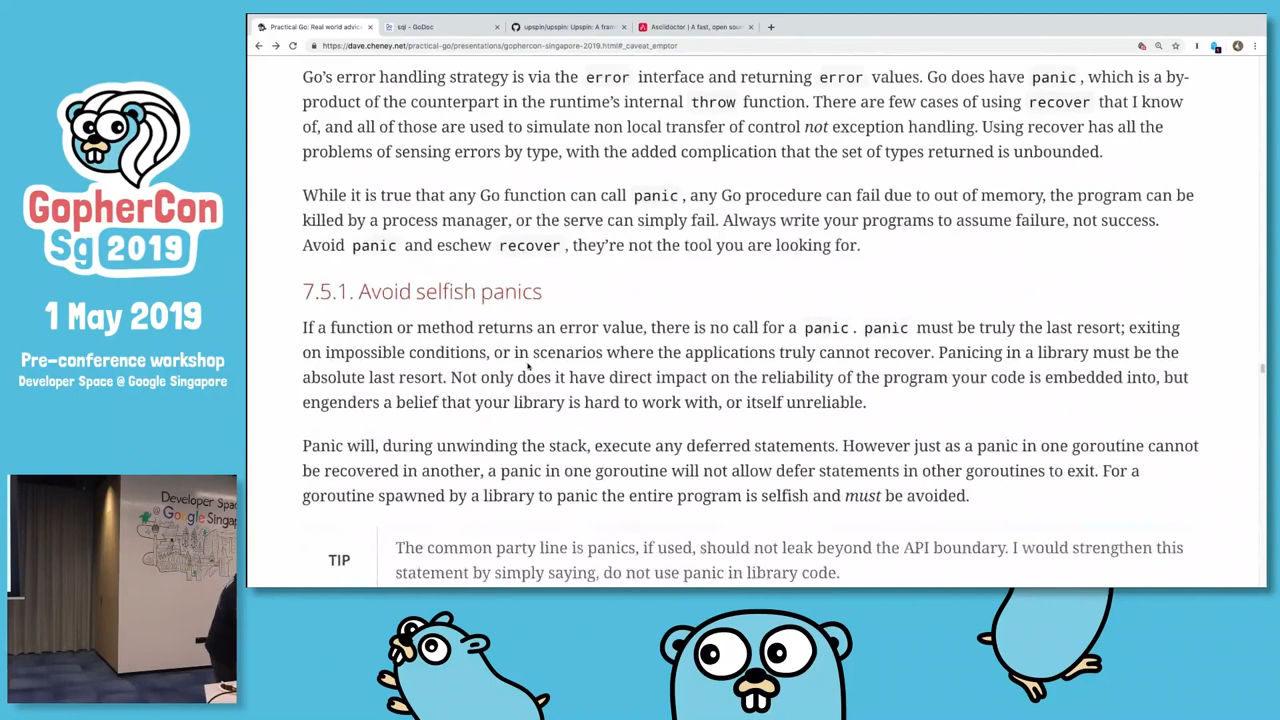 GopherCon
Sg 2019
1 May 2019
Pre-conference workshop
Developer Space @ Google Singapore
Developer Spac
@ Google Singap
Practical Go: Real world advic
sql - GoDoc
upspin/upspin: Upspin: A fram
Asciidoctor | A fast, open sou
https://dave.cheney.net/practical-go/presentations/gophercon-singapore-2019.html#_caveat_emptor
Go’s error handling strategy is via the error interface and returning error values. Go does have panic, which is a by-
product of the counterpart in the runtime’s internal throw function. There are few cases of using recover that I know
of, and all of those are used to simulate non local transfer of control not exception handling. Using recover has all the
problems of sensing errors by type, with the added complication that the set of types returned is unbounded.
While it is true that any Go function can call panic, any Go procedure can fail due to out of memory, the program can be
killed by a process manager, or the serve can simply fail. Always write your programs to assume failure, not success.
Avoid panic and eschew recover, they’re not the tool you are looking for.
7.5.1. Avoid selfish panics
If a function or method returns an error value, there is no call for a panic. panic must be truly the last resort; exiting
on impossible conditions, or in scenarios where the applications truly cannot recover. Panicing in a library must be the
absolute last resort. Not only does it have direct impact on the reliability of the program your code is embedded into, but
engenders a belief that your library is hard to work with, or itself unreliable.
Panic will, during unwinding the stack, execute any deferred statements. However just as a panic in one goroutine cannot
be recovered in another, a panic in one goroutine will not allow defer statements in other goroutines to exit. For a
goroutine spawned by a library to panic the entire program is selfish and must be avoided.
TIP
The common party line is panics, if used, should not leak beyond the API boundary. I would strengthen this
statement by simply saying, do not use panic in library code.